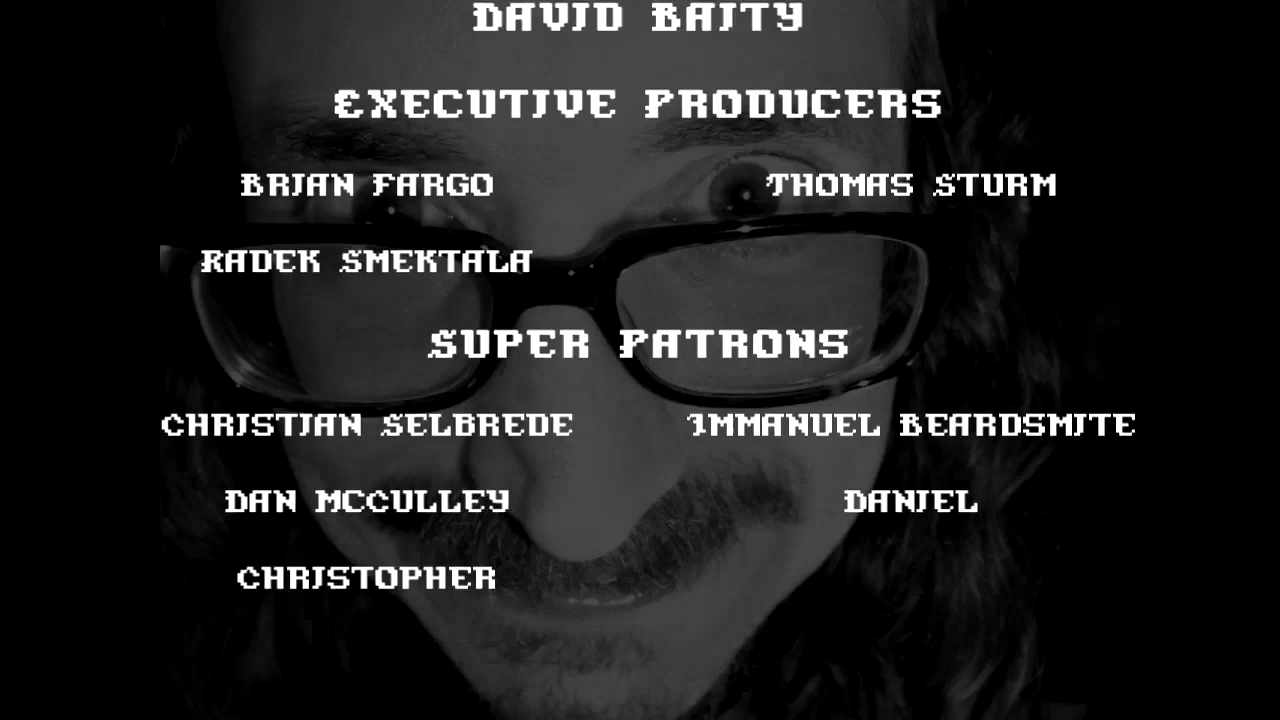 DAVID BAITY
EXECUTIVE PRODUCERS
BRIAN FARGO THOMAS STURM
RADEK SMEKTALA
SUPER PATRONS
CHRISTIAN SELBREDE IMMANUEL BEARDSMITE
DAN MCCULLEY DANIEL
CHRISTOPHER